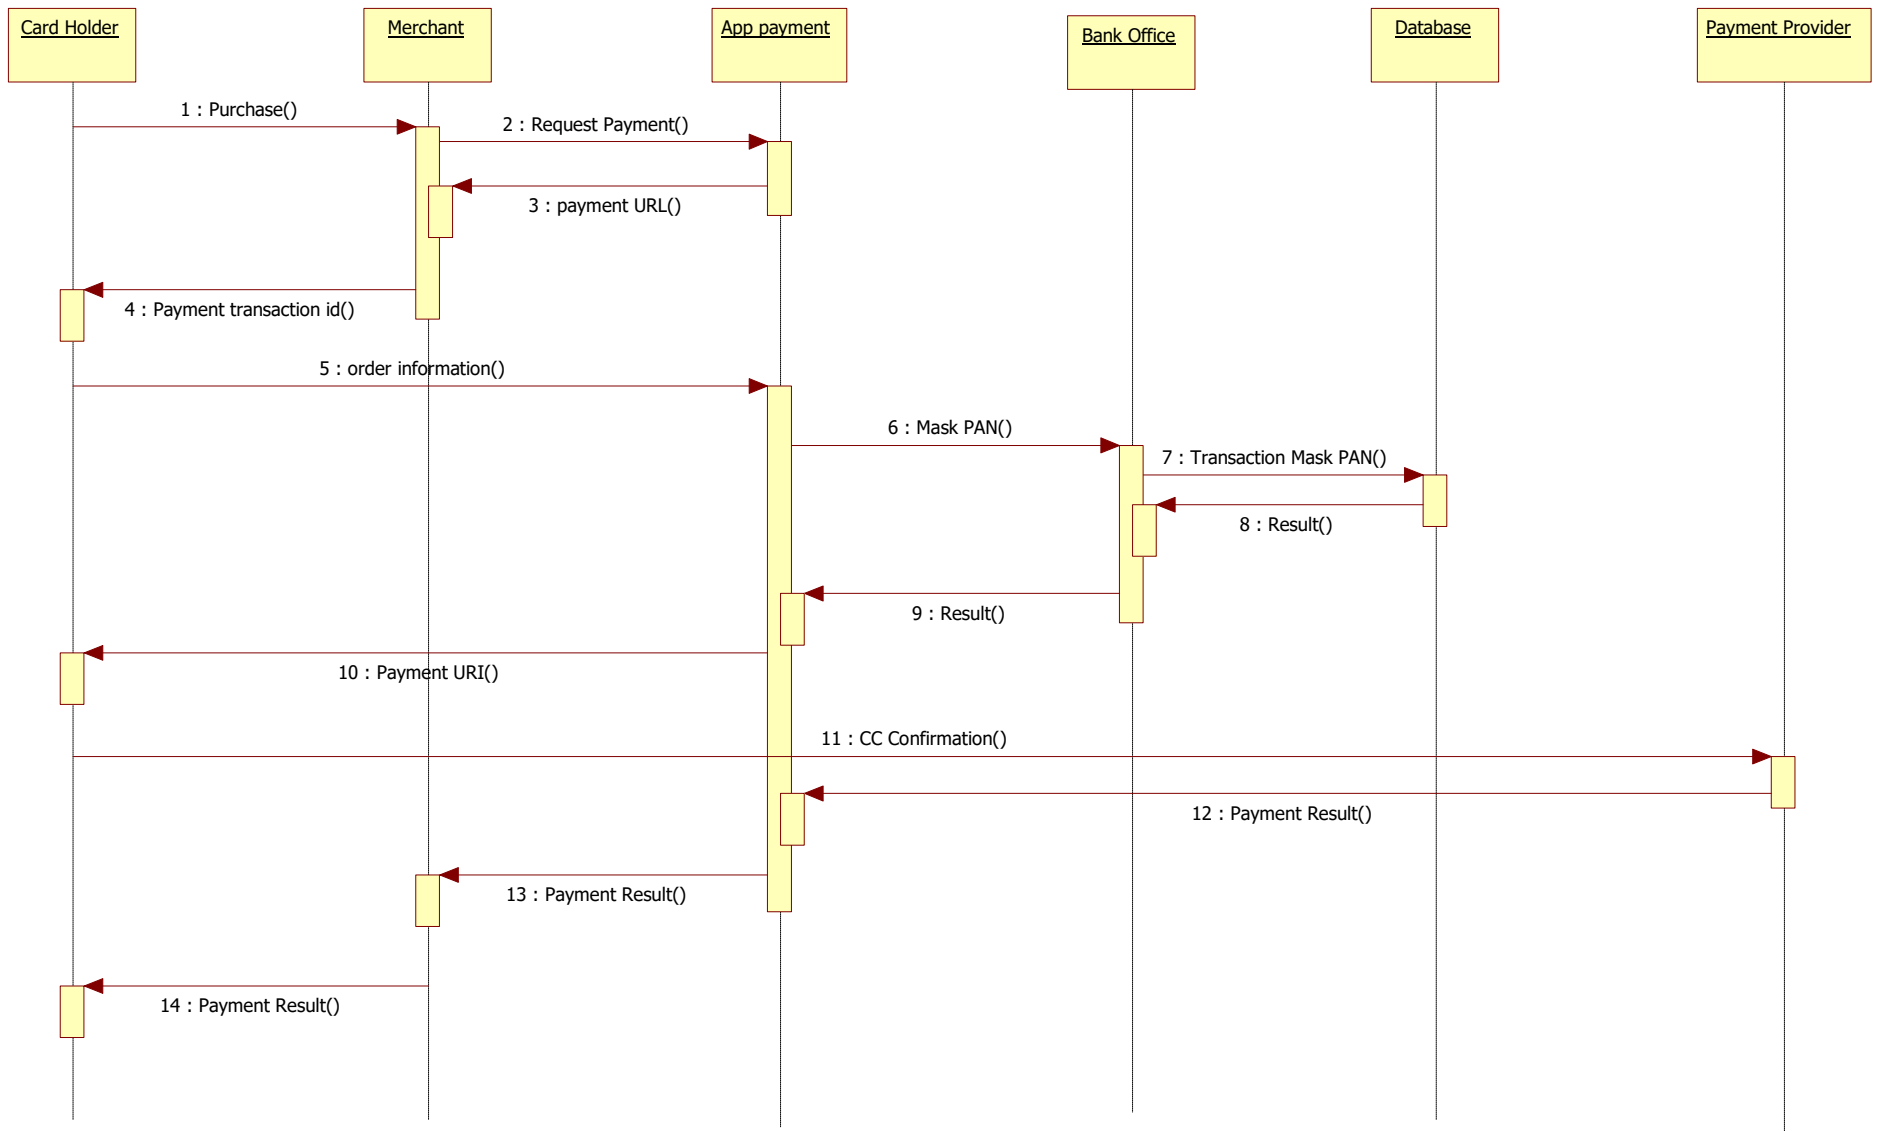 Card Holder
Merchant
App payment
Bank Office
Database
Payment Provider
1 : Purchase()
2 : Request Payment()
3 : payment URL()
4 : Payment transaction id()
5 : order information()
6 : Mask PAN()
7 : Transaction Mask PAN()
8 : Result()
9 : Result()
10 : Payment URI()
11 : CC Confirmation()
12 : Payment Result()
13 : Payment Result()
14 : Payment Result()